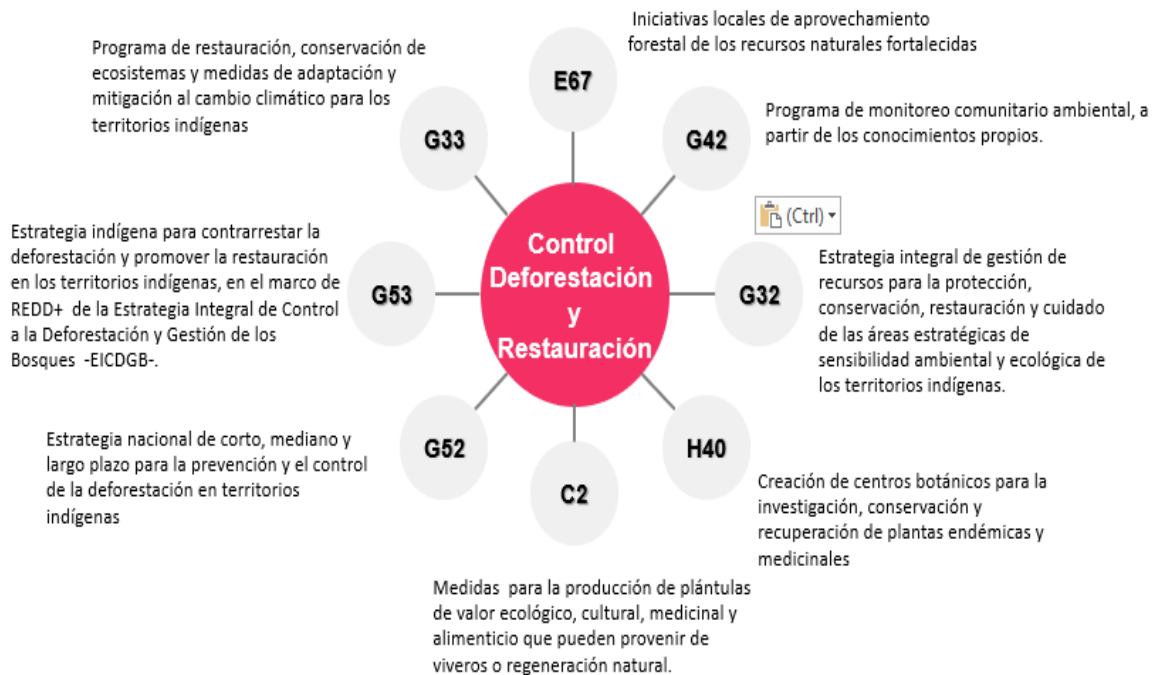 Iniciativas locales de aprovechamiento
forestal de los recursos naturales fortalecidas
E67
Programa de monitoreo comunitario ambiental, a
partir de los conocimientos propios.
G42
(Ctrl)
Estrategia integral de gestión de
recursos para la protección,
conservación, restauración y cuidado
de las áreas estratégicas de
sensibilidad ambiental y ecológica de
los territorios indígenas.
G32
H40
Creación de centros botánicos para la
investigación, conservación y
recuperación de plantas endémicas y
medicinales
C2
Medidas para la producción de plántulas
de valor ecológico, cultural, medicinal y
alimenticio que pueden provenir de
viveros o regeneración natural.
G52
Estrategia nacional de corto, mediano y
largo plazo para la prevención y el control
de la deforestación en territorios
indígenas
G53
Estrategia indígena para contrarrestar la
deforestación y promover la restauración
en los territorios indígenas, en el marco de
REDD+ de la Estrategia Integral de Control
a la Deforestación y Gestión de los
Bosques -EICDGB-.
G33
Programa de restauración, conservación de
ecosistemas y medidas de adaptación y
mitigación al cambio climático para los
territorios indígenas
Control
Deforestación
y
Restauración